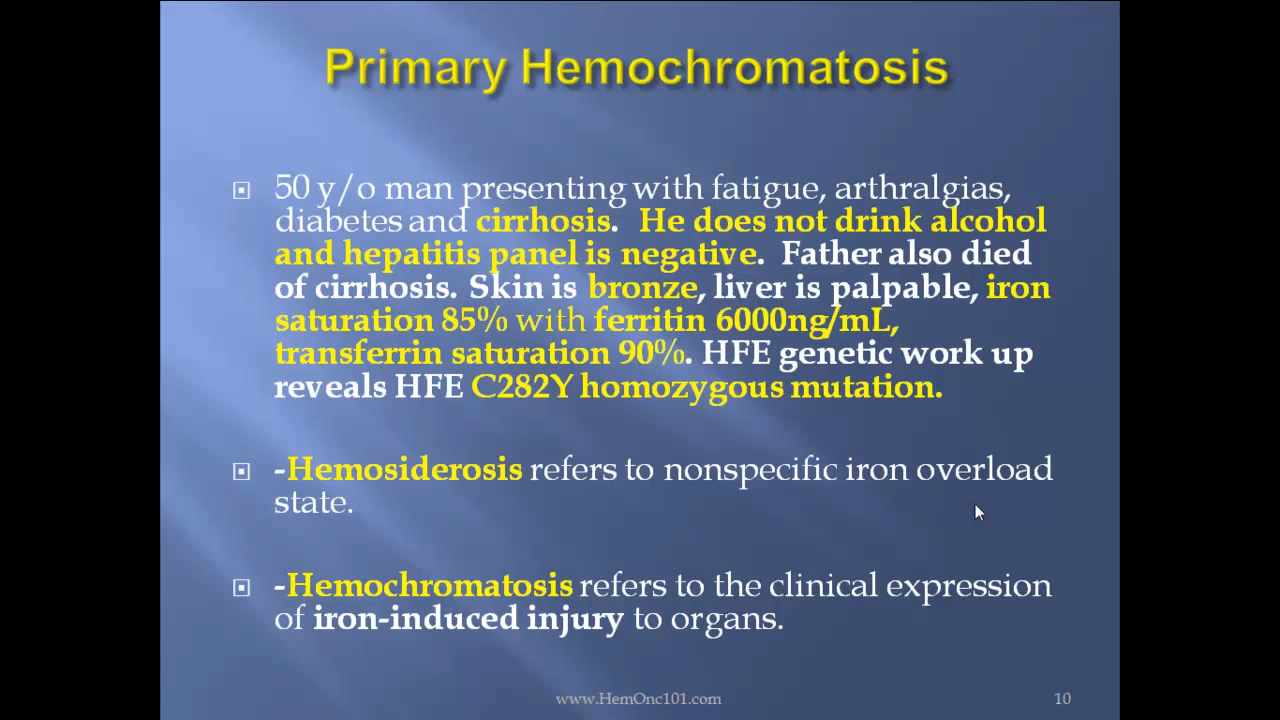 Primary Hemochromatosis
50 y/o man presenting with fatigue, arthralgias,
diabetes and cirrhosis. He does not drink alcohol
and hepatitis panel is negative. Father also died
of cirrhosis. Skin is bronze, liver is palpable, iron
saturation 85% with ferritin 6000ng/mL,
transferrin saturation 90%. HFE genetic work up
reveals HFE C282Y homozygous mutation.
-Hemosiderosis refers to nonspecific iron overload
state.
-Hemochromatosis refers to the clinical expression
of iron-induced injury to organs.
www.HemOnc101.com
10